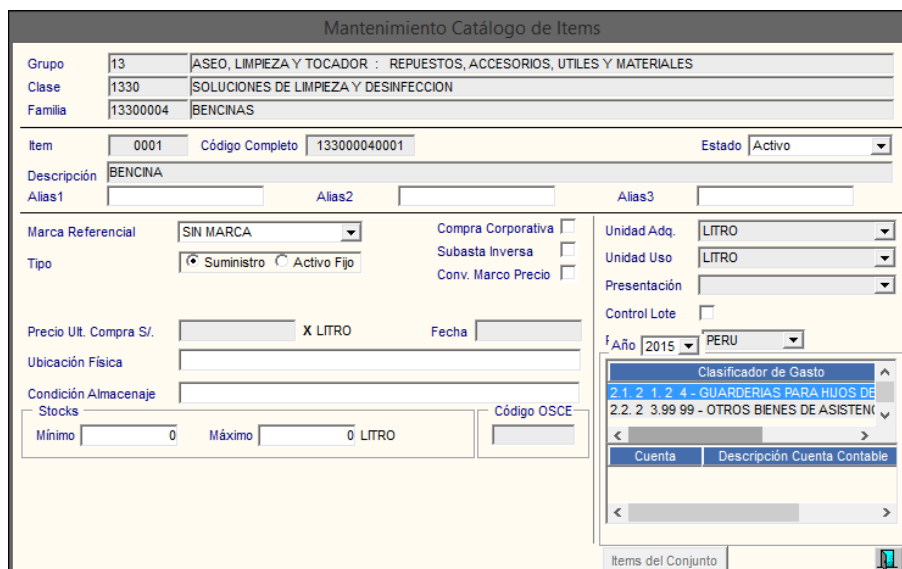 Mantenimiento Catálogo de Items
Grupo 13 ASEO, LIMPIEZA Y TOCADOR : REPUESTOS, ACCESORIOS, UTILES Y MATERIALES
Clase 1330 SOLUCIONES DE LIMPIEZA Y DESINFECCION
Familia 13300004 BENCINAS
Item 0001 Código Completo 133000040001 Estado Activo
Descripción BENCINA
Alias1 Alias2 Alias3
Marca Referencial SIN MARCA
Tipo Suministro Activo Fijo
Compra Corporativa
Subasta Inversa
Conv. Marco Precio
Precio Ult. Compra S/. X LITRO Fecha
Ubicación Física
Condición Almacenaje
Stocks
Mínimo 0 Máximo 0 LITRO
Código OSCE
Unidad Adq. LITRO
Unidad Uso LITRO
Presentación
Control Lote
Año 2015 PERU
Clasificador de Gasto
2.1. 2 1. 2 4 - GUARDERIAS PARA HIJOS DE
2.2. 2 3.99 99 - OTROS BIENES DE ASISTENC
Cuenta Descripción Cuenta Contable
Items del Conjunto